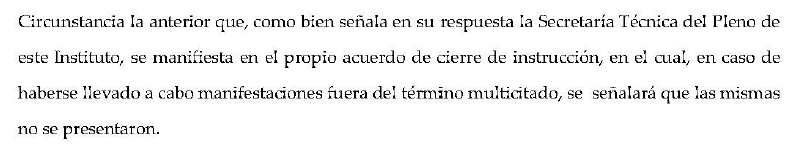 Circunstancia la anterior que, como bien señala en su respuesta la Secretaría Técnica del Pleno de
este Instituto, se manifiesta en el propio acuerdo de cierre de instrucción, en el cual, en caso de
haberse llevado a cabo manifestaciones fuera del término multicitado, se señalará que las mismas
no se presentaron.